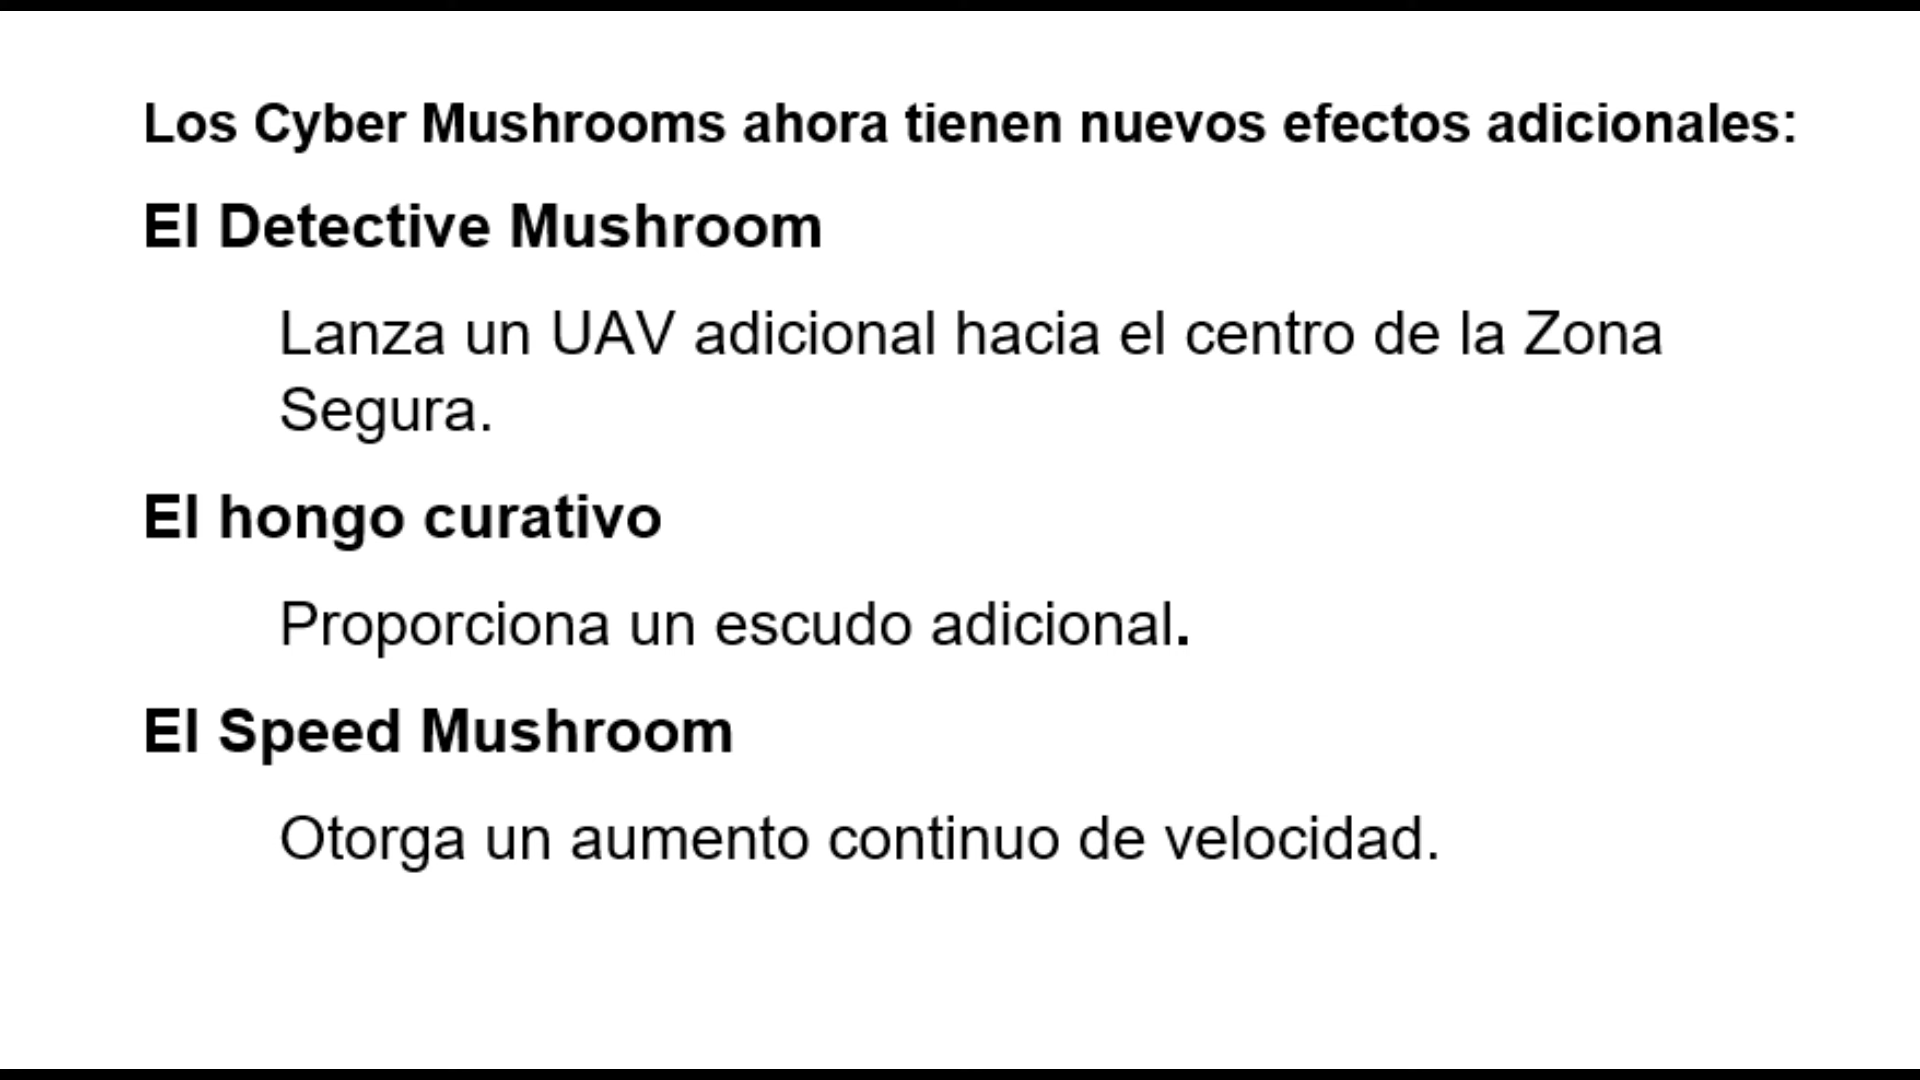 Los Cyber Mushrooms ahora tienen nuevos efectos adicionales:
El Detective Mushroom
Lanza un UAV adicional hacia el centro de la Zona
Segura.
El hongo curativo
Proporciona un escudo adicional.
El Speed Mushroom
Otorga un aumento continuo de velocidad.